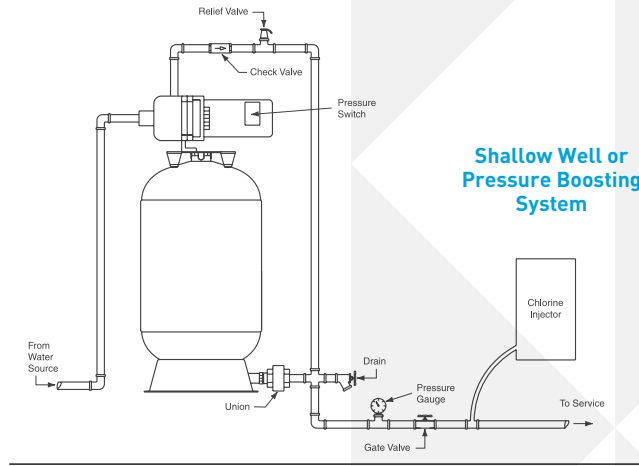 Relief Valve
Check Valve
Pressure
Switch
Shallow Well or
Pressure Boosting
System
Chlorine
Injector
From
Water
Source
Drain
Pressure
Gauge
Union
To Service
Gate Valve